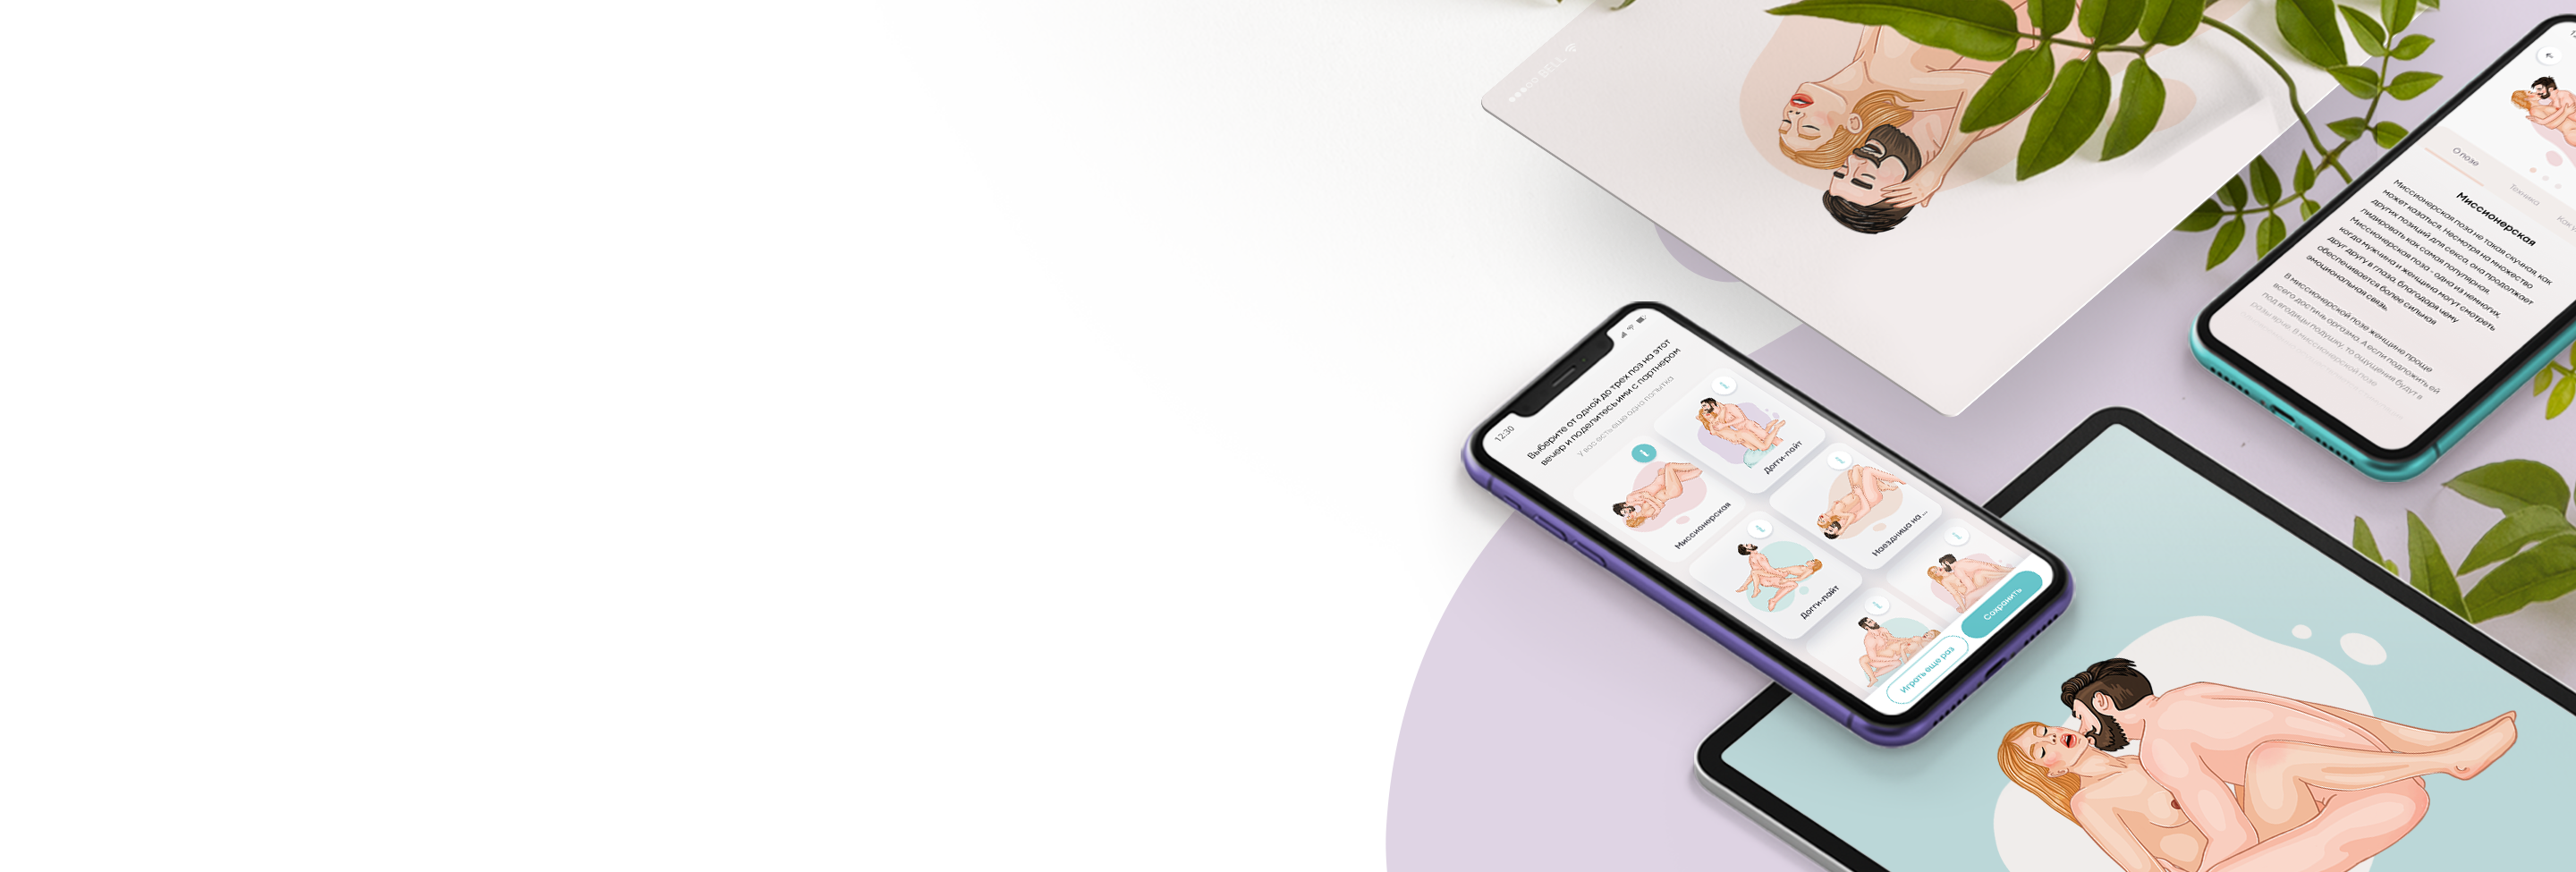 BELL
12:30
Выберите от одной до трех поз на этот
вечер и поделитесь ими с партнером
У вас есть еще одна попытка
Миссионерская
Догги-лайт
Догги-лайт
Наездница на ...
Играть еще раз
Сохранить
О позе
Техника
Миссионерская
Миссионерская поза не такая скучная, как
может казаться. Несмотря на множество
других позиций для секса, она продолжает
лидировать как самая популярная.
Миссионерская поза - одна из немногих,
когда мужчина и женщина могут смотреть
друг другу в глаза, благодаря чему
обеспечивается более сильная
эмоциональная связь.
В миссионерской позе женщине проще
всего достичь оргазма. А если подложить ей
под ягодицы подушку, то ощущения будут в
разы ярче. В миссионерской позе